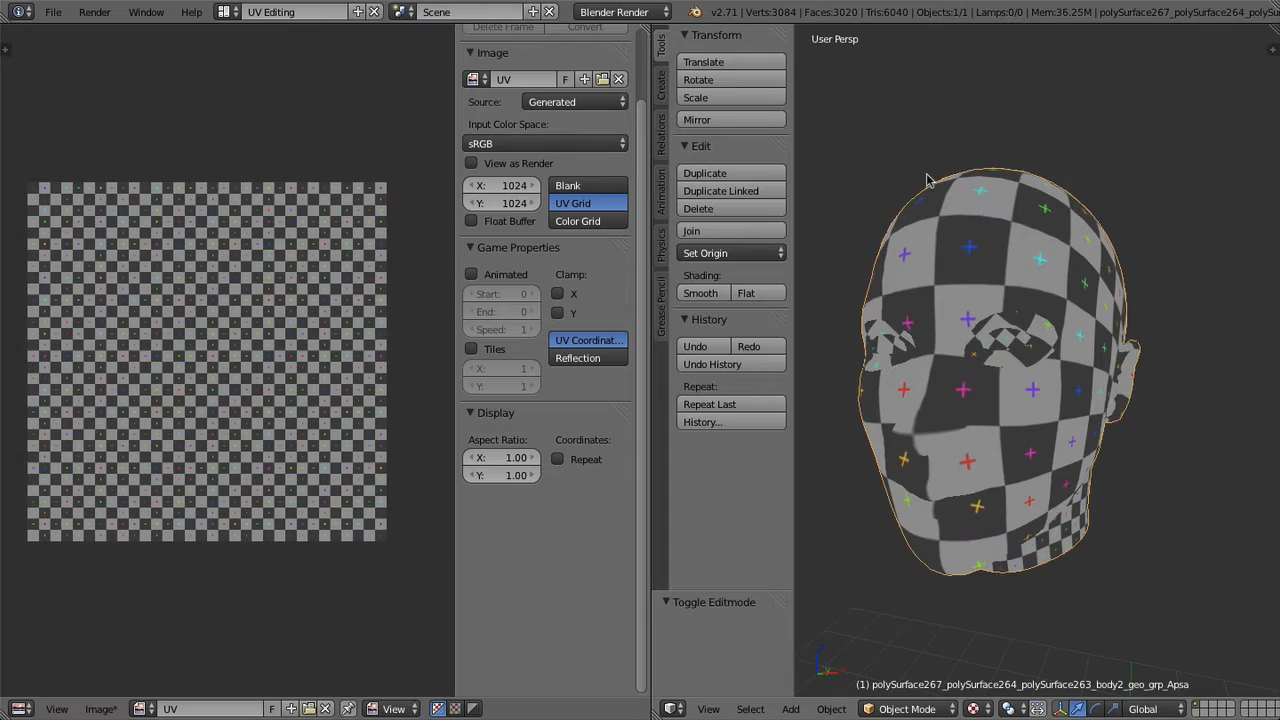 File Render Window Help UV Editing Scene Blender Render v2.71 | Verts:3084 | Faces:3020 | Tris:6040 | Objects:1/1 | Lamps:0/0 | Mem:36.25M | polySurface267_polySurface264_polyS
Delete Frame Convert
Image
UV F
Source: Generated
Input Color Space:
sRGB
View as Render
X: 1024 Blank
Y: 1024 UV Grid
Float Buffer Color Grid
Game Properties
Animated Clamp:
Start: 0 X
End: 0 Y
Speed: 1
UV Coordinat...
Tiles Reflection
X: 1
Y: 1
Display
Aspect Ratio: Coordinates:
X: 1.00 Repeat
Y: 1.00
Tools
Create
Relations
Animation
Physics
Grease Pencil
Transform
Translate
Rotate
Scale
Mirror
Edit
Duplicate
Duplicate Linked
Delete
Join
Set Origin
Shading:
Smooth Flat
History
Undo Redo
Undo History
Repeat:
Repeat Last
History...
Toggle Editmode
User Persp
(1) polySurface267_polySurface264_polySurface263_body2_geo_grp_Apsa
View Image* UV F View
View Select Add Object Object Mode Global